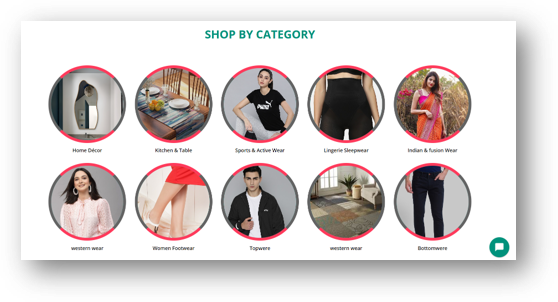 SHOP BY CATEGORY
PUMA
Home Décor
Kitchen & Table
Sports & Active Wear
Lingerie Sleepwear
Indian & fusion Wear
western wear
Women Footwear
Topwere
western wear
Bottomwere